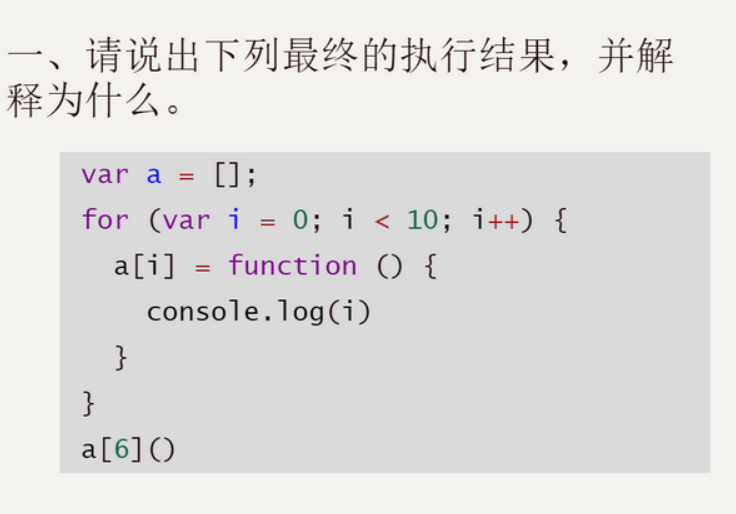 一、请说出下列最终的执行结果，并解
释为什么。
var a = [];
for (var i = 0; i < 10; i++) {
  a[i] = function () {
    console.log(i)
  }
}
a[6]()